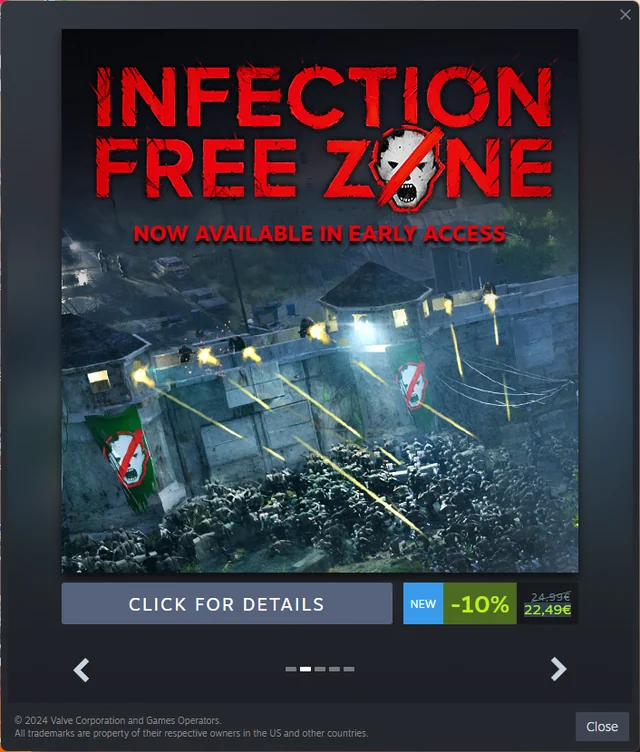 INFECTION
FREE ZONE
NOW AVAILABLE IN EARLY ACCESS
CLICK FOR DETAILS
NEW
-10%
24,99€
22,49€
© 2024 Valve Corporation and Games Operators.
All trademarks are property of their respective owners in the US and other countries.
Close